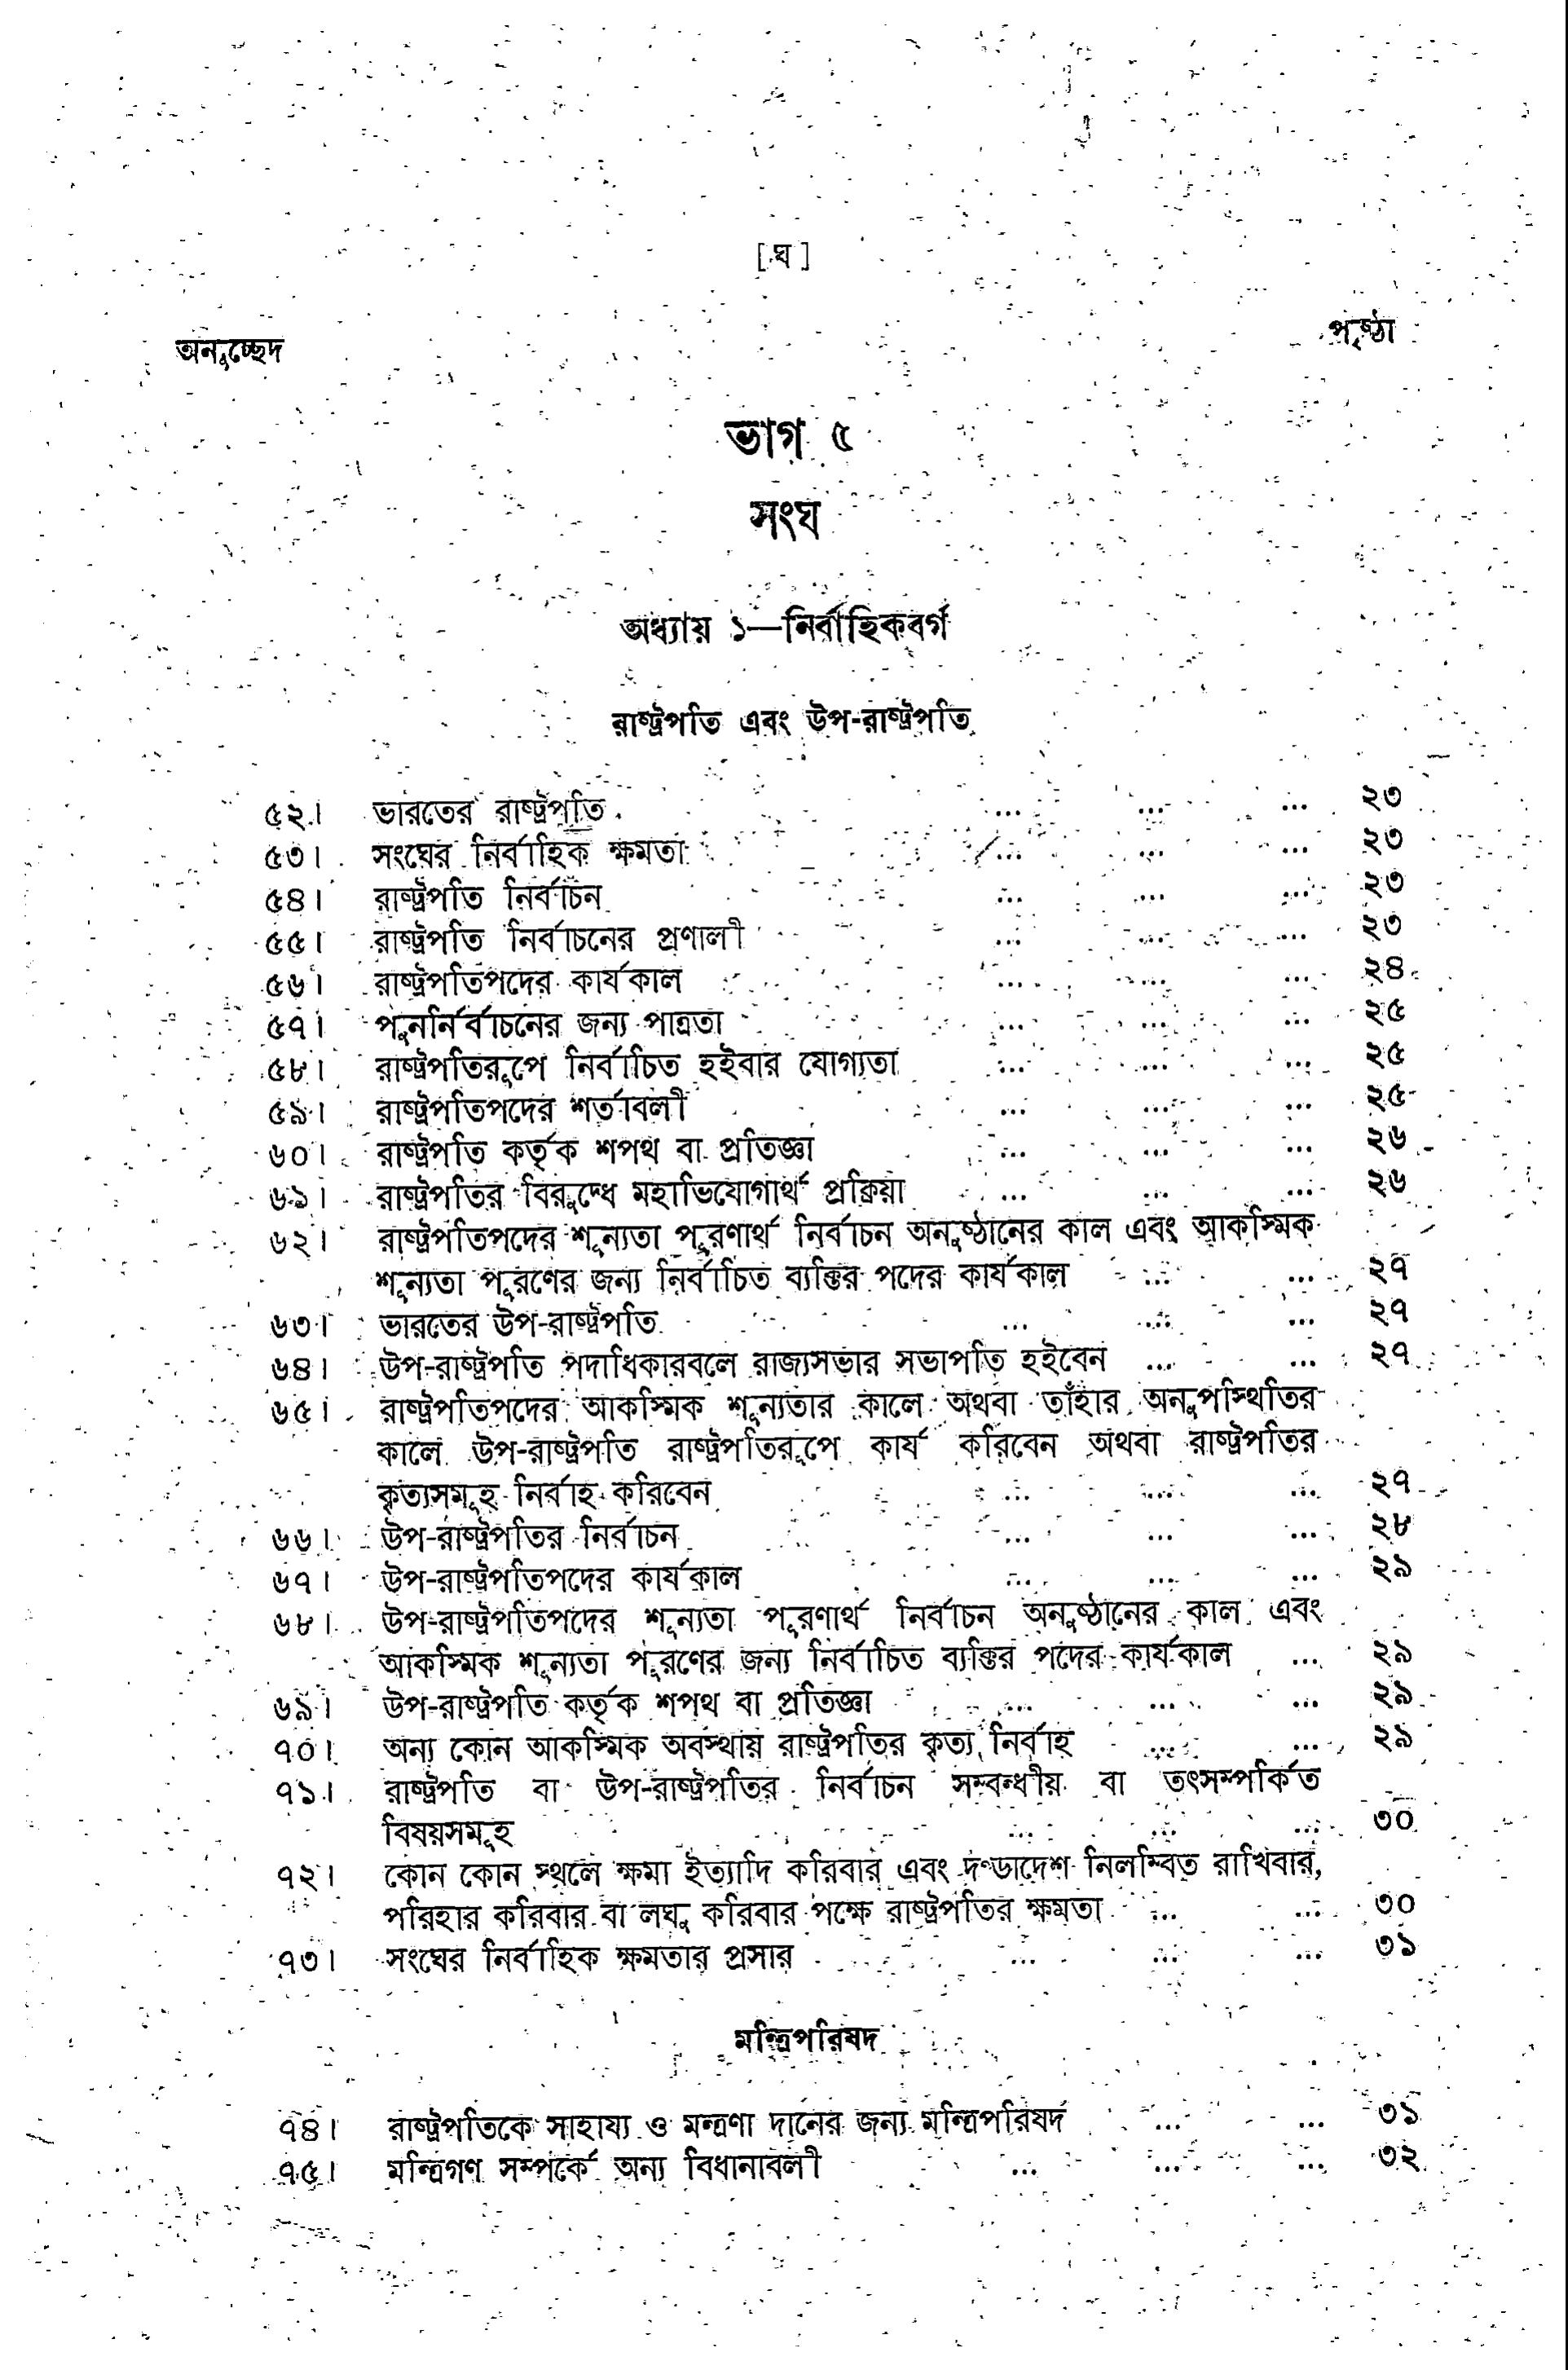 [ ঘ ]
অনুচ্ছেদ পৃষ্ঠা
ভাগ ৫
সংঘ
অধ্যায় ১—নির্বাহিকবর্গ
রাষ্ট্রপতি এবং উপ-রাষ্ট্রপতি
৫২। ভারতের রাষ্ট্রপতি ... ... ... ২৩
৫৩। সংঘের নির্বাহিক ক্ষমতা ... ... ... ২৩
৫৪। রাষ্ট্রপতি নির্বাচন ... ... ... ২৩
৫৫। রাষ্ট্রপতি নির্বাচনের প্রণালী ... ... ... ২৩
৫৬। রাষ্ট্রপতিপদের কার্যকাল ... ... ... ২৪
৫৭। পুনর্নির্বাচনের জন্য পাত্রতা ... ... ... ২৫
৫৮। রাষ্ট্রপতিরূপে নির্বাচিত হইবার যোগ্যতা ... ... ... ২৫
৫৯। রাষ্ট্রপতিপদের শর্তাবলী ... ... ... ২৫
৬০। রাষ্ট্রপতি কর্তৃক শপথ বা প্রতিজ্ঞা ... ... ... ২৬
৬১। রাষ্ট্রপতির বিরুদ্ধে মহাভিযোগার্থ প্রক্রিয়া ... ... ... ২৬
৬২। রাষ্ট্রপতিপদের শূন্যতা পূরণার্থ নির্বাচন অনুষ্ঠানের কাল এবং আকস্মিক
শূন্যতা পূরণের জন্য নির্বাচিত ব্যক্তির পদের কার্যকাল ... ... ২৭
৬৩। ভারতের উপ-রাষ্ট্রপতি ... ... ... ২৭
৬৪। উপ-রাষ্ট্রপতি পদাধিকারবলে রাজ্যসভার সভাপতি হইবেন ... ... ২৭
৬৫। রাষ্ট্রপতিপদের আকস্মিক শূন্যতার কালে অথবা তাঁহার অনুপস্থিতির
কালে উপ-রাষ্ট্রপতি রাষ্ট্রপতিরূপে কার্য করিবেন অথবা রাষ্ট্রপতির
কৃত্যসমূহ নির্বাহ করিবেন ... ... ... ২৭
৬৬। উপ-রাষ্ট্রপতির নির্বাচন ... ... ... ২৮
৬৭। উপ-রাষ্ট্রপতিপদের কার্যকাল ... ... ... ২৯
৬৮। উপ-রাষ্ট্রপতিপদের শূন্যতা পূরণার্থ নির্বাচন অনুষ্ঠানের কাল এবং
আকস্মিক শূন্যতা পূরণের জন্য নির্বাচিত ব্যক্তির পদের কার্যকাল ... ২৯
৬৯। উপ-রাষ্ট্রপতি কর্তৃক শপথ বা প্রতিজ্ঞা ... ... ... ২৯
৭০। অন্য কোন আকস্মিক অবস্থায় রাষ্ট্রপতির কৃত্য নির্বাহ ... ... ২৯
৭১। রাষ্ট্রপতি বা উপ-রাষ্ট্রপতির নির্বাচন সম্বন্ধীয় বা তৎসম্পর্কিত
বিষয়সমূহ ... ... ... ৩০
৭২। কোন কোন স্থলে ক্ষমা ইত্যাদি করিবার এবং দণ্ডাদেশ নিলম্বিত রাখিবার,
পরিহার করিবার বা লঘু করিবার পক্ষে রাষ্ট্রপতির ক্ষমতা ... ... ৩০
৭৩। সংঘের নির্বাহিক ক্ষমতার প্রসার ... ... ... ৩১
মন্ত্রিপরিষদ
৭৪। রাষ্ট্রপতিকে সাহায্য ও মন্ত্রণা দানের জন্য মন্ত্রিপরিষদ ... ... ৩১
৭৫। মন্ত্রিগণ সম্পর্কে অন্য বিধানাবলী ... ... ... ৩২